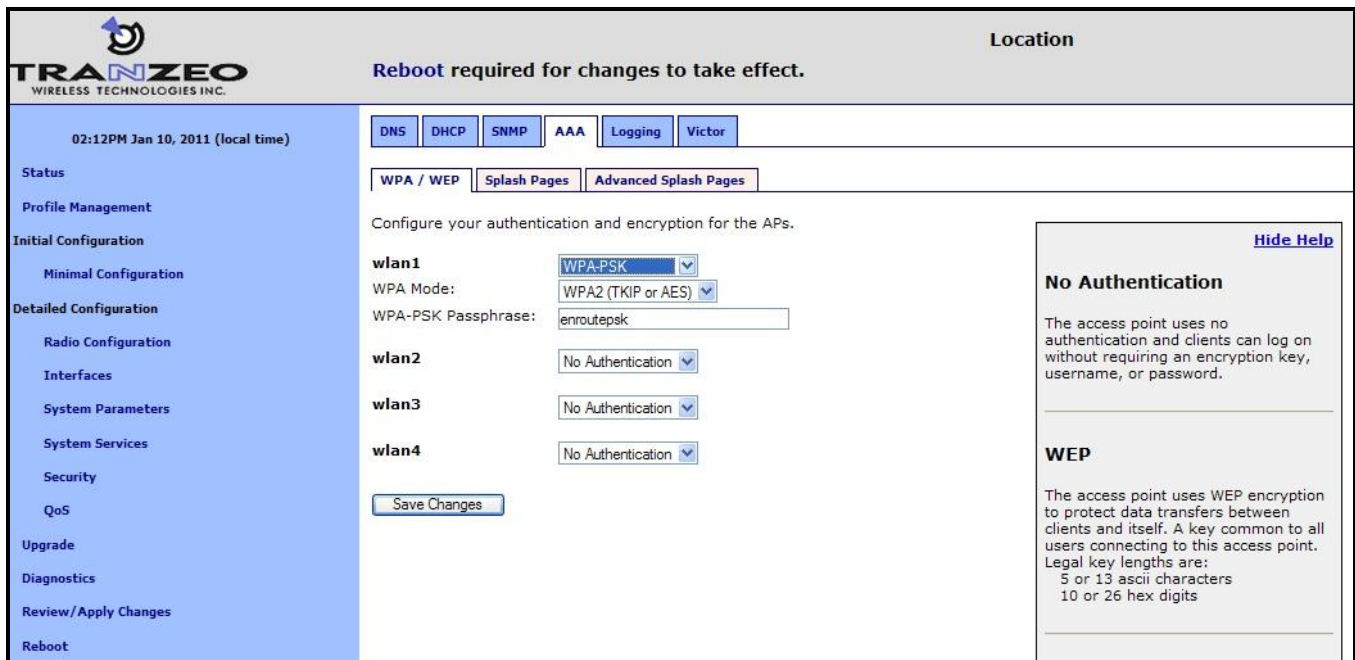 Location
TRANZEO
WIRELESS TECHNOLOGIES INC.
Reboot required for changes to take effect.
02:12PM Jan 10, 2011 (local time)
Status
Profile Management
Initial Configuration
Minimal Configuration
Detailed Configuration
Radio Configuration
Interfaces
System Parameters
System Services
Security
QoS
Upgrade
Diagnostics
Review/Apply Changes
Reboot
DNS DHCP SNMP AAA Logging Victor
WPA / WEP Splash Pages Advanced Splash Pages
Configure your authentication and encryption for the APs.
wlan1 WPA-PSK
WPA Mode: WPA2 (TKIP or AES)
WPA-PSK Passphrase: enroutepsk
wlan2 No Authentication
wlan3 No Authentication
wlan4 No Authentication
Save Changes
Hide Help
No Authentication
The access point uses no
authentication and clients can log on
without requiring an encryption key,
username, or password.
WEP
The access point uses WEP encryption
to protect data transfers between
clients and itself. A key common to all
users connecting to this access point.
Legal key lengths are:
5 or 13 ascii characters
10 or 26 hex digits